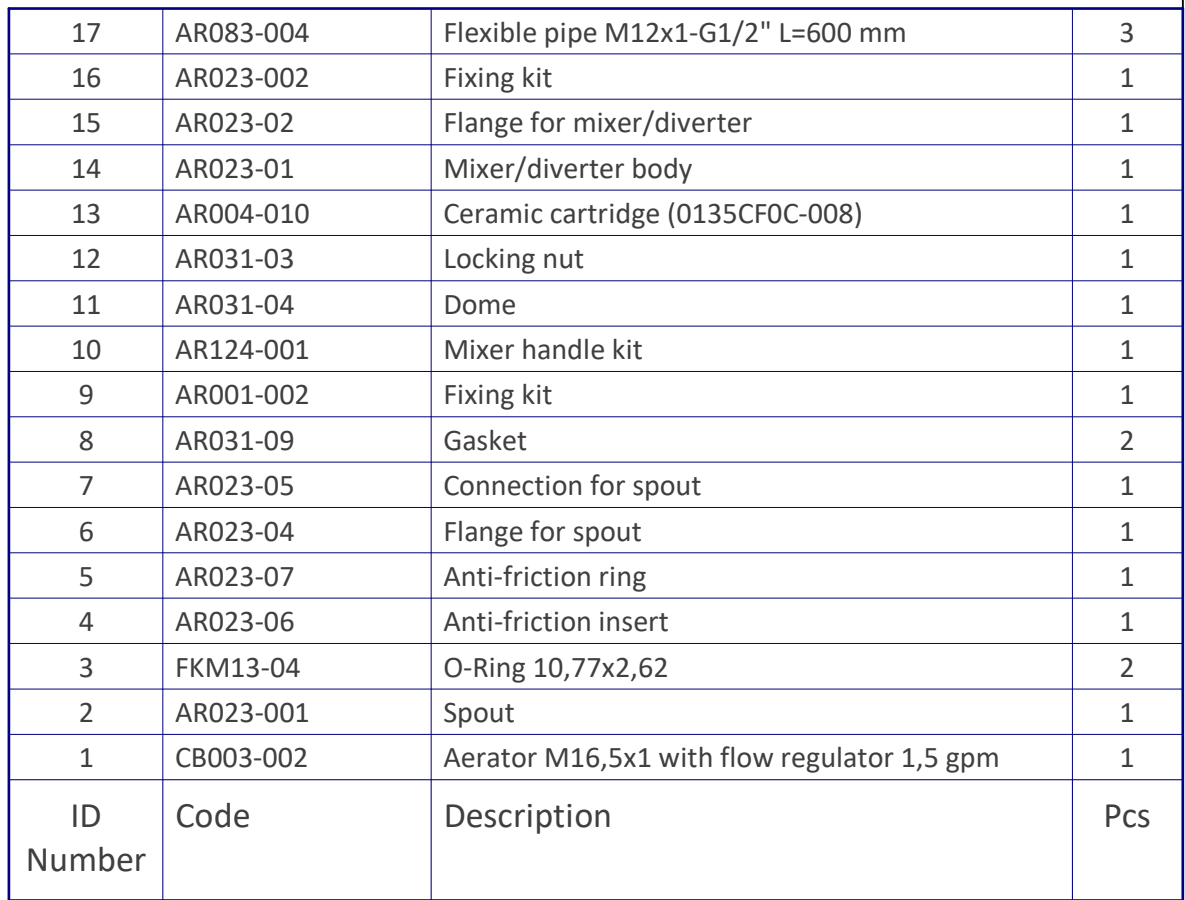 17 AR083-004 Flexible pipe M12x1-G1/2" L=600 mm 3
16 AR023-002 Fixing kit 1
15 AR023-02 Flange for mixer/diverter 1
14 AR023-01 Mixer/diverter body 1
13 AR004-010 Ceramic cartridge (0135CF0C-008) 1
12 AR031-03 Locking nut 1
11 AR031-04 Dome 1
10 AR124-001 Mixer handle kit 1
9 AR001-002 Fixing kit 1
8 AR031-09 Gasket 2
7 AR023-05 Connection for spout 1
6 AR023-04 Flange for spout 1
5 AR023-07 Anti-friction ring 1
4 AR023-06 Anti-friction insert 1
3 FKM13-04 O-Ring 10,77x2,62 2
2 AR023-001 Spout 1
1 CB003-002 Aerator M16,5x1 with flow regulator 1,5 gpm 1
ID Code Description Pcs
Number